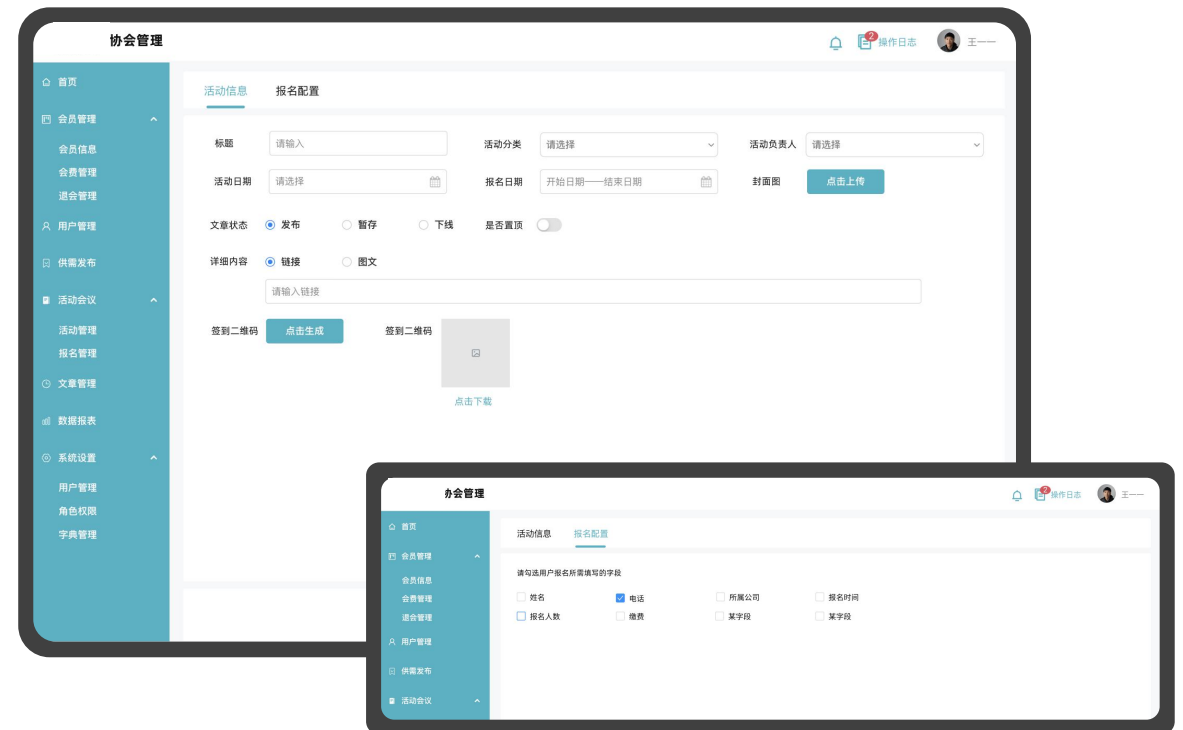 协会管理
2
操作日志
王一一
首页
会员管理
会员信息
会费管理
退会管理
用户管理
供需发布
活动会议
活动管理
报名管理
文章管理
数据报表
系统设置
用户管理
角色权限
字典管理
活动信息 报名配置
标题 请输入 活动分类 请选择 活动负责人 请选择
活动日期 请选择 报名日期 开始日期——结束日期 封面图 点击上传
文章状态 发布 暂存 下线 是否置顶
详细内容 链接 图文
请输入链接
签到二维码 点击生成 签到二维码
点击下载
办会管理
2
操作日志
王一一
首页
会员管理
会员信息
会费管理
退会管理
用户管理
供需发布
活动会议
活动信息 报名配置
请勾选用户报名所需填写的字段
姓名 电话 所属公司 报名时间
报名人数 缴费 某字段 某字段